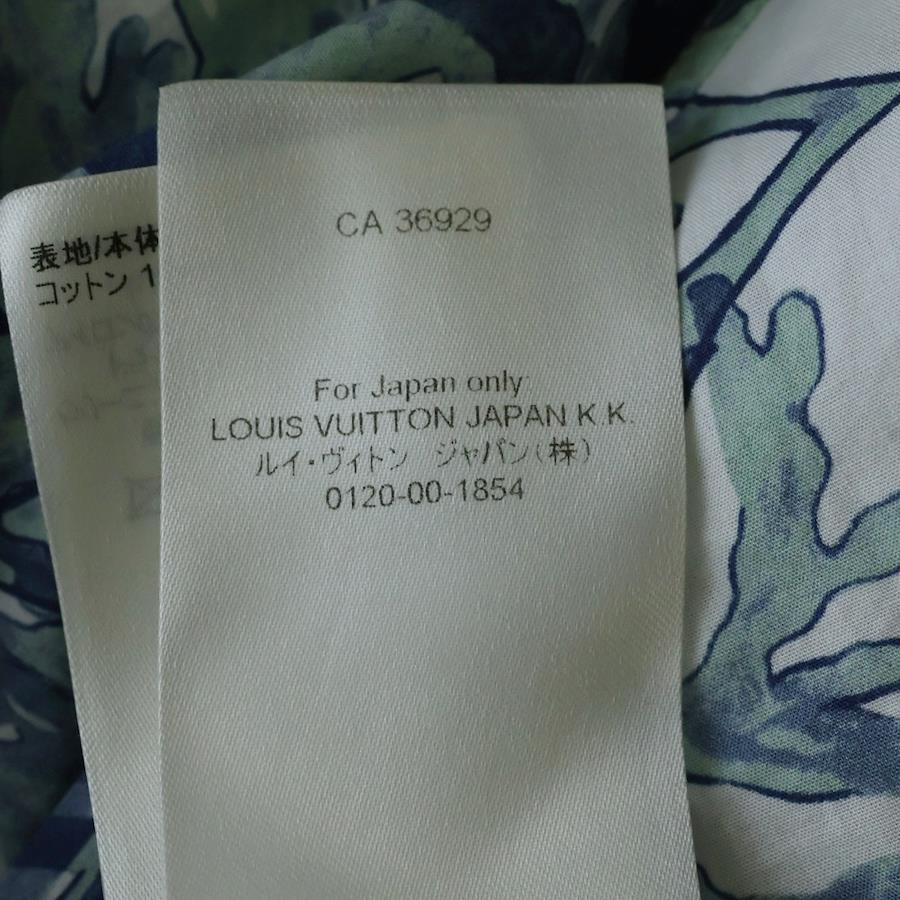 CA 36929
For Japan only
LOUIS VUITTON JAPAN K.K.
ルイ・ヴィトン ジャパン(株)
0120-00-1854
表地/本体
コットン 1